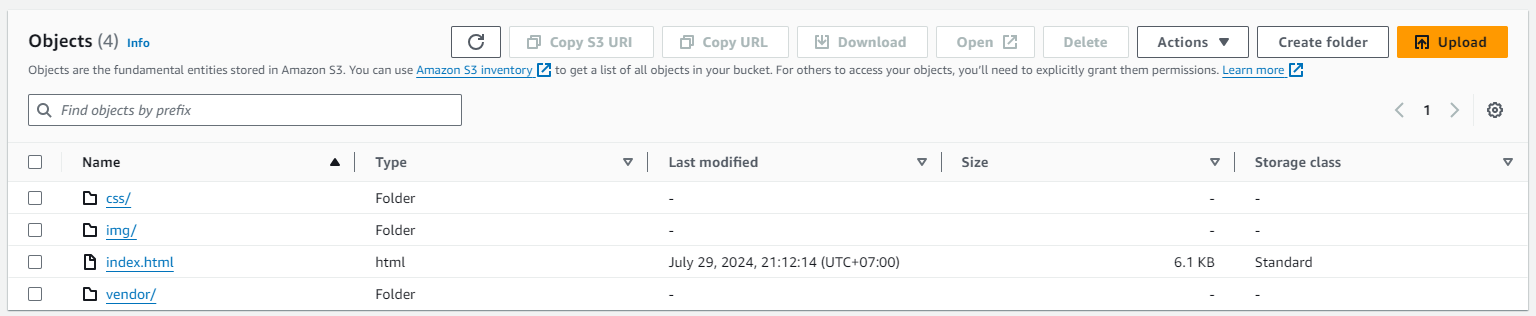 Objects (4) Info Copy S3 URI Copy URL Download Open Delete Actions Create folder Upload
Objects are the fundamental entities stored in Amazon S3. You can use Amazon S3 inventory to get a list of all objects in your bucket. For others to access your objects, you'll need to explicitly grant them permissions. Learn more
Find objects by prefix 1
Name Type Last modified Size Storage class
css/ Folder - - -
img/ Folder - - -
index.html html July 29, 2024, 21:12:14 (UTC+07:00) 6.1 KB Standard
vendor/ Folder - - -